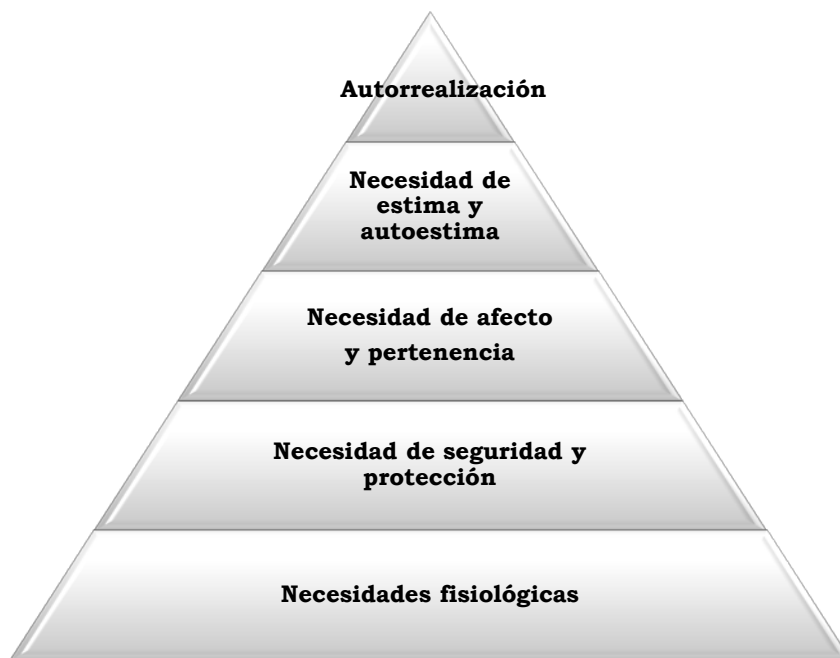 Autorrealización
Necesidad de
estima y
autoestima
Necesidad de afecto
y pertenencia
Necesidad de seguridad y
protección
Necesidades fisiológicas